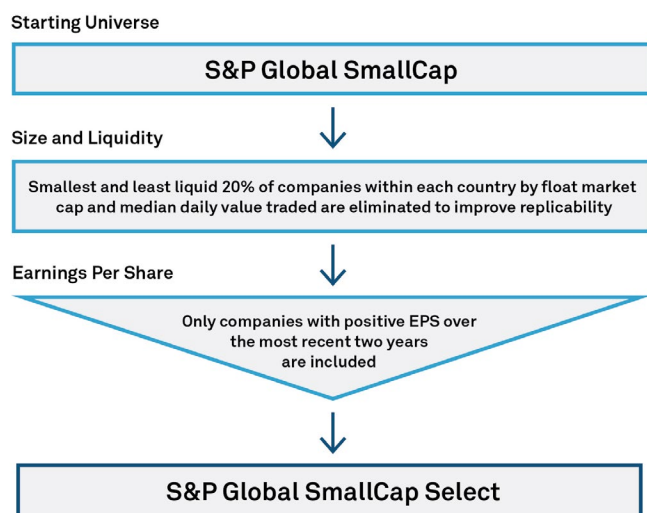 Starting Universe
S&P Global SmallCap
Size and Liquidity
Smallest and least liquid 20% of companies within each country by float market
cap and median daily value traded are eliminated to improve replicability
Earnings Per Share
Only companies with positive EPS over
the most recent two years
are included
S&P Global SmallCap Select